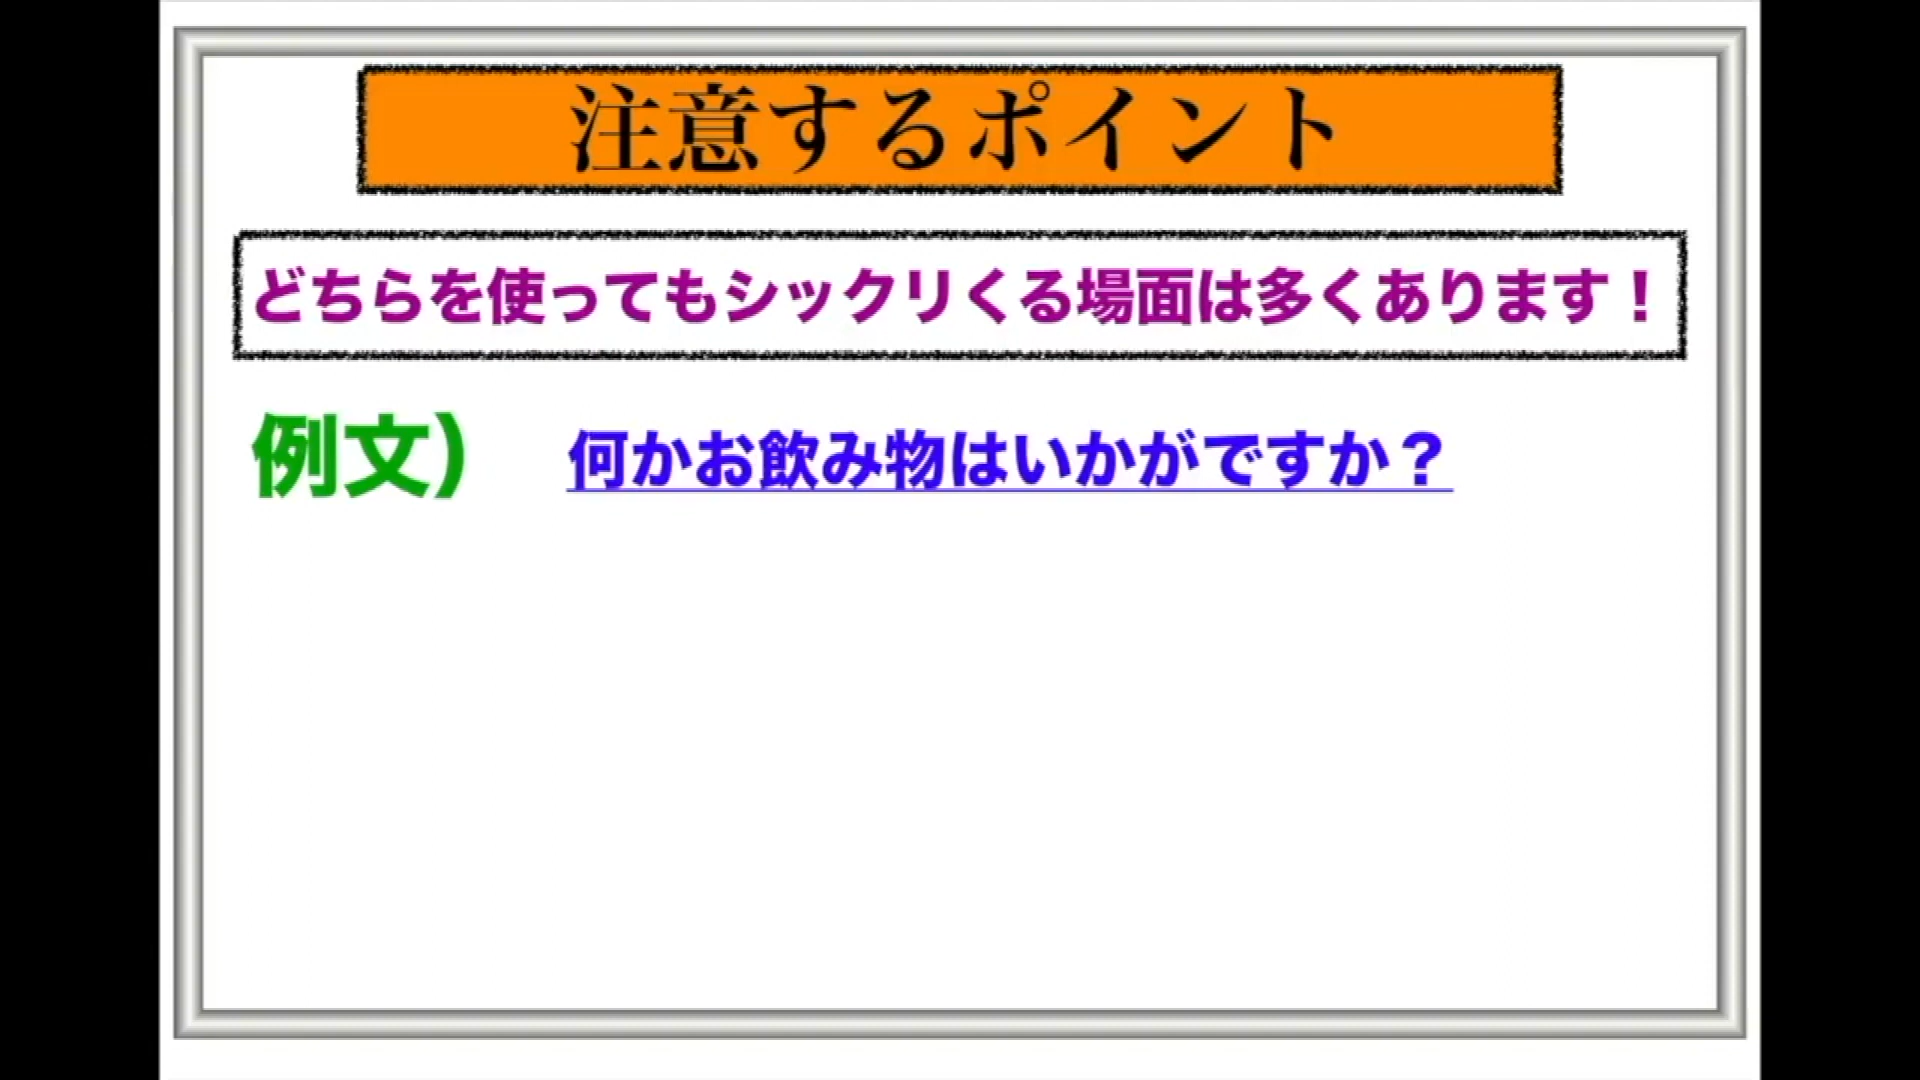 注意するポイント
どちらを使ってもシックリくる場面は多くあります！
例文） 何かお飲み物はいかがですか？